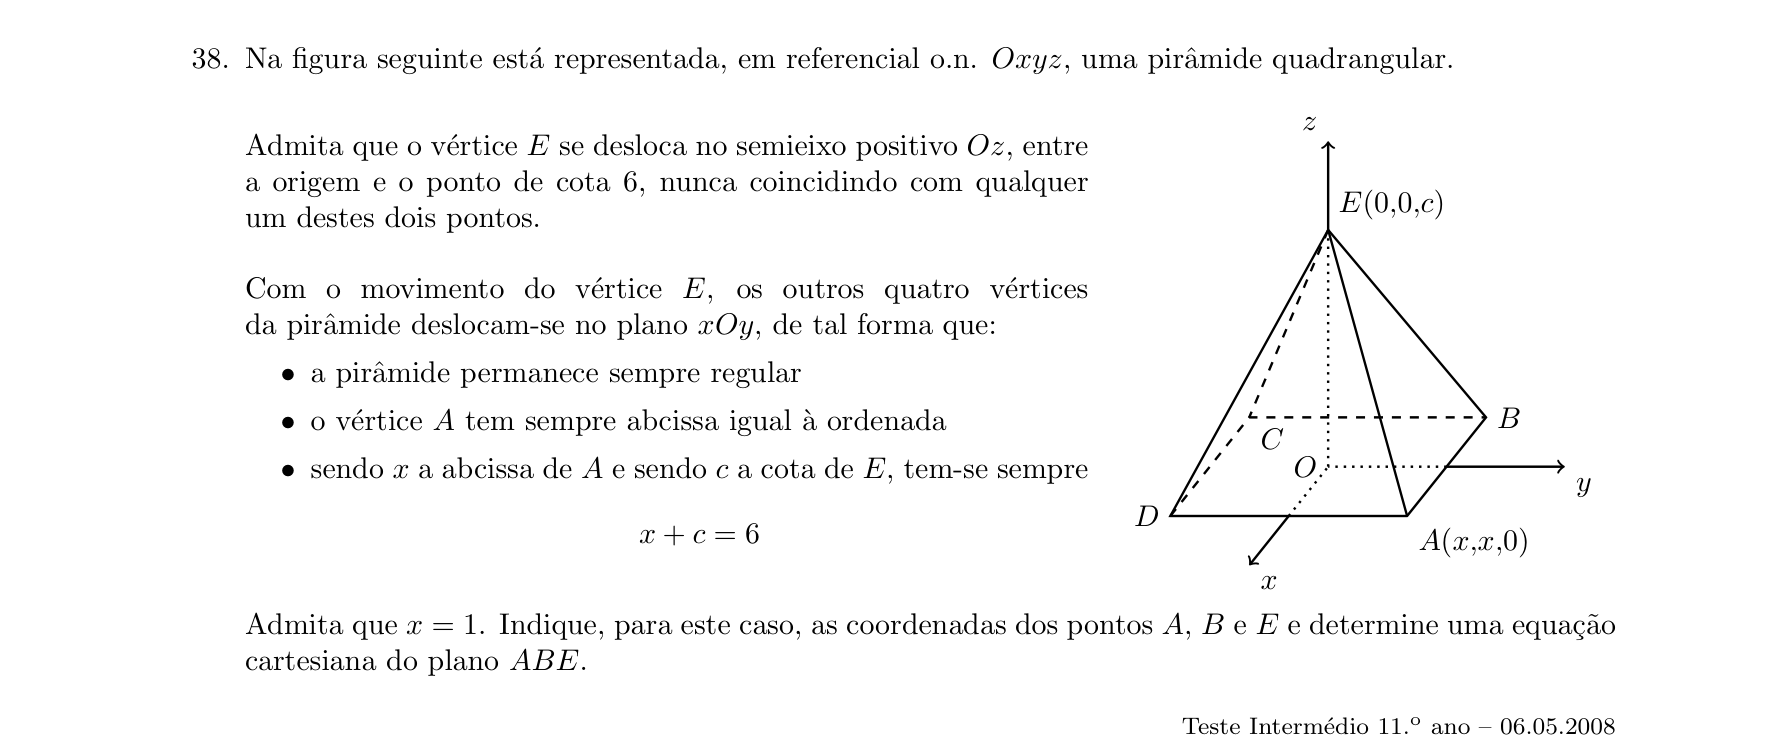 38. Na figura seguinte está representada, em referencial o.n. Oxyz, uma pirâmide quadrangular.
Admita que o vértice E se desloca no semieixo positivo Oz, entre
a origem e o ponto de cota 6, nunca coincidindo com qualquer
um destes dois pontos.
Com o movimento do vértice E, os outros quatro vértices
da pirâmide deslocam-se no plano xOy, de tal forma que:
• a pirâmide permanece sempre regular
• o vértice A tem sempre abcissa igual à ordenada
• sendo x a abcissa de A e sendo c a cota de E, tem-se sempre
x + c = 6
z
E(0,0,c)
B
C
O
y
D
A(x,x,0)
x
Admita que x = 1. Indique, para este caso, as coordenadas dos pontos A, B e E e determine uma equação
cartesiana do plano ABE.
Teste Intermédio 11.º ano – 06.05.2008